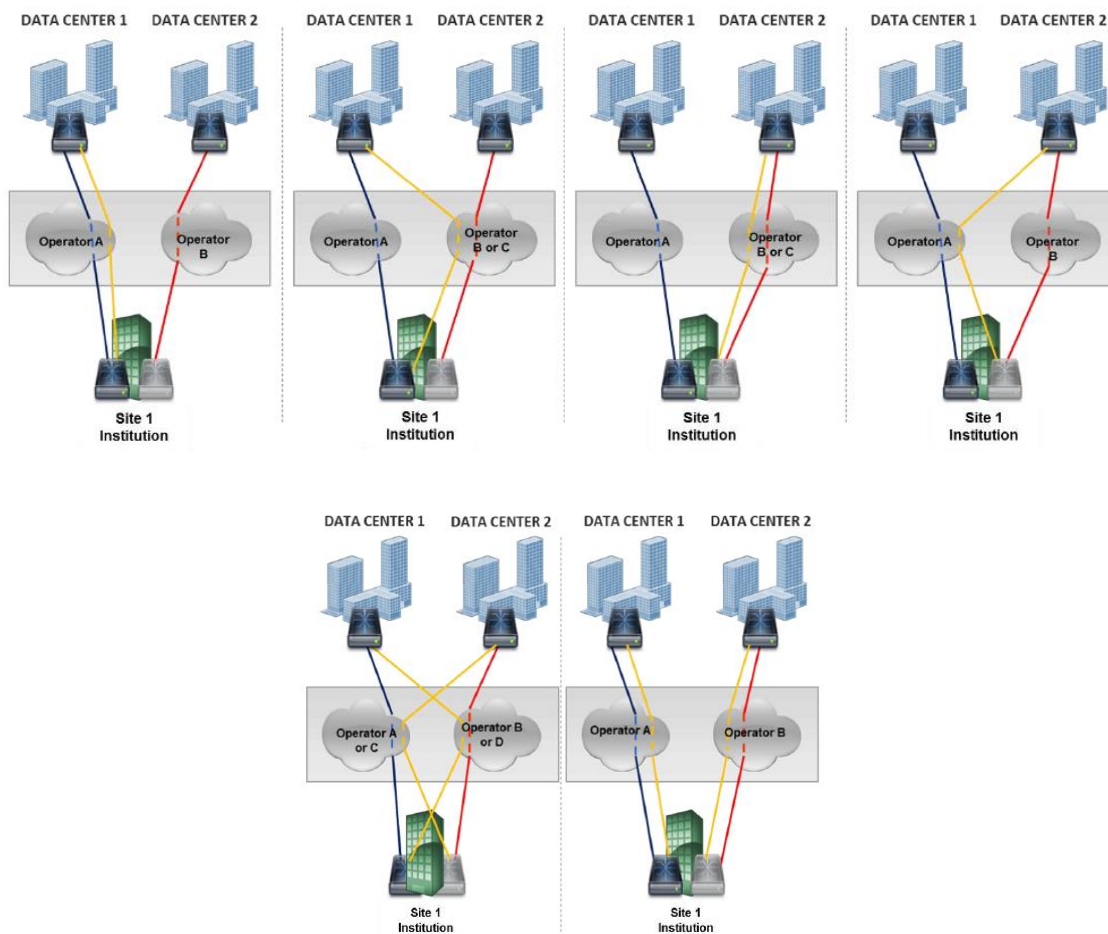 DATA CENTER 1 DATA CENTER 2
Operator A
Operator
B
Site 1
Institution
DATA CENTER 1 DATA CENTER 2
Operator A
Operator
B or C
Site 1
Institution
DATA CENTER 1 DATA CENTER 2
Operator A
Operator
B or C
Site 1
Institution
DATA CENTER 1 DATA CENTER 2
Operator A
Operator
B
Site 1
Institution
DATA CENTER 1 DATA CENTER 2
Operator A
or C
Operator B
or D
Site 1
Institution
DATA CENTER 1 DATA CENTER 2
Operator A
Operator B
Site 1
Institution